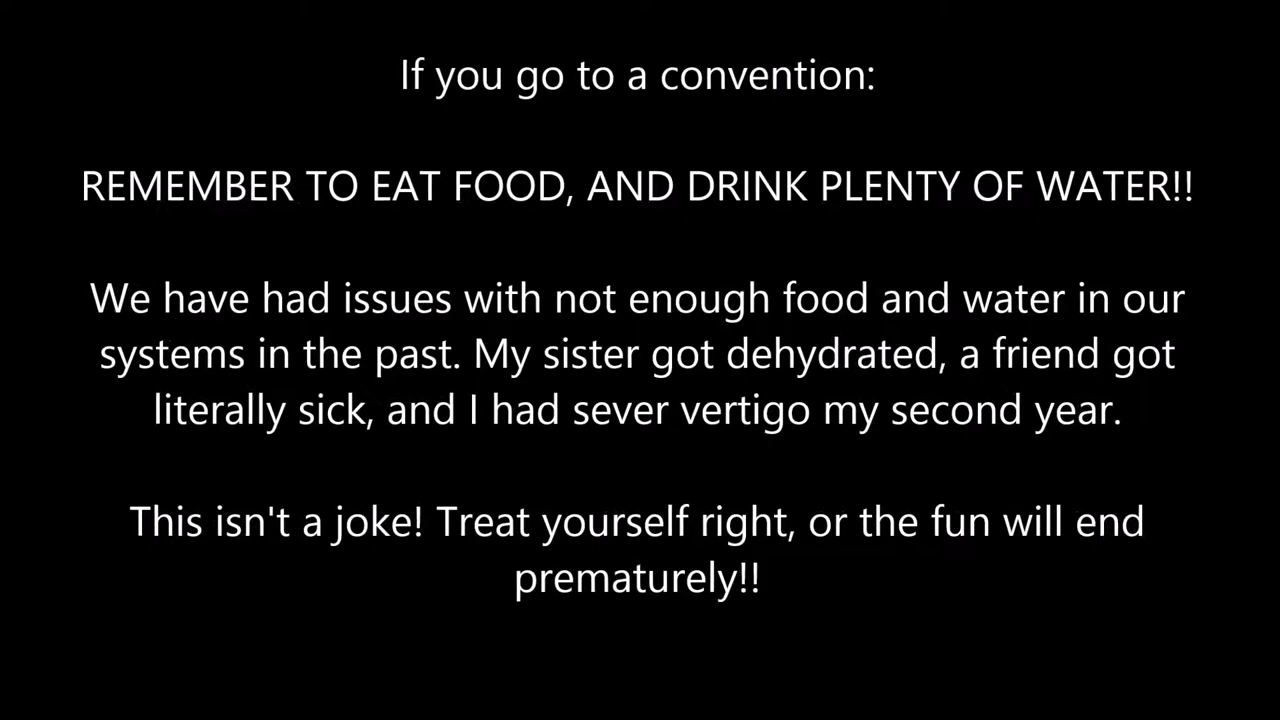 If you go to a convention:
REMEMBER TO EAT FOOD, AND DRINK PLENTY OF WATER!!
We have had issues with not enough food and water in our
systems in the past. My sister got dehydrated, a friend got
literally sick, and I had sever vertigo my second year.
This isn't a joke! Treat yourself right, or the fun will end
prematurely!!